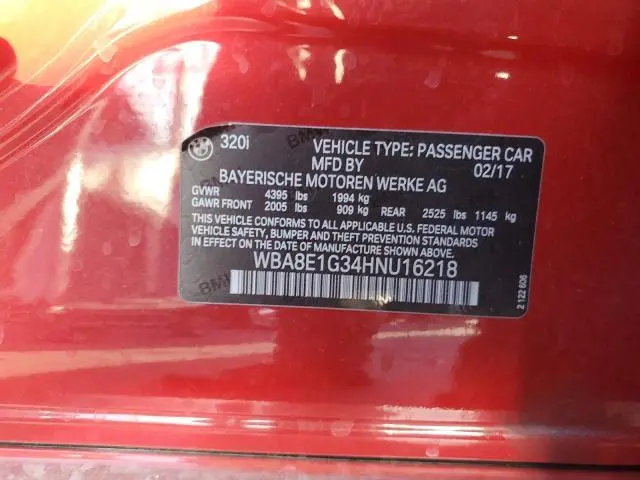 320i VEHICLE TYPE: PASSENGER CAR
MFD BY 02/17
BAYERISCHE MOTOREN WERKE AG
GVWR 4395 lbs 1994 kg
GAWR FRONT 2005 lbs 909 kg REAR 2525 lbs 1145 kg
THIS VEHICLE CONFORMS TO ALL APPLICABLE U.S. FEDERAL MOTOR
VEHICLE SAFETY, BUMPER AND THEFT PREVENTION STANDARDS
IN EFFECT ON THE DATE OF MANUFACTURE SHOWN ABOVE.
WBA8E1G34HNU16218
2 122 606